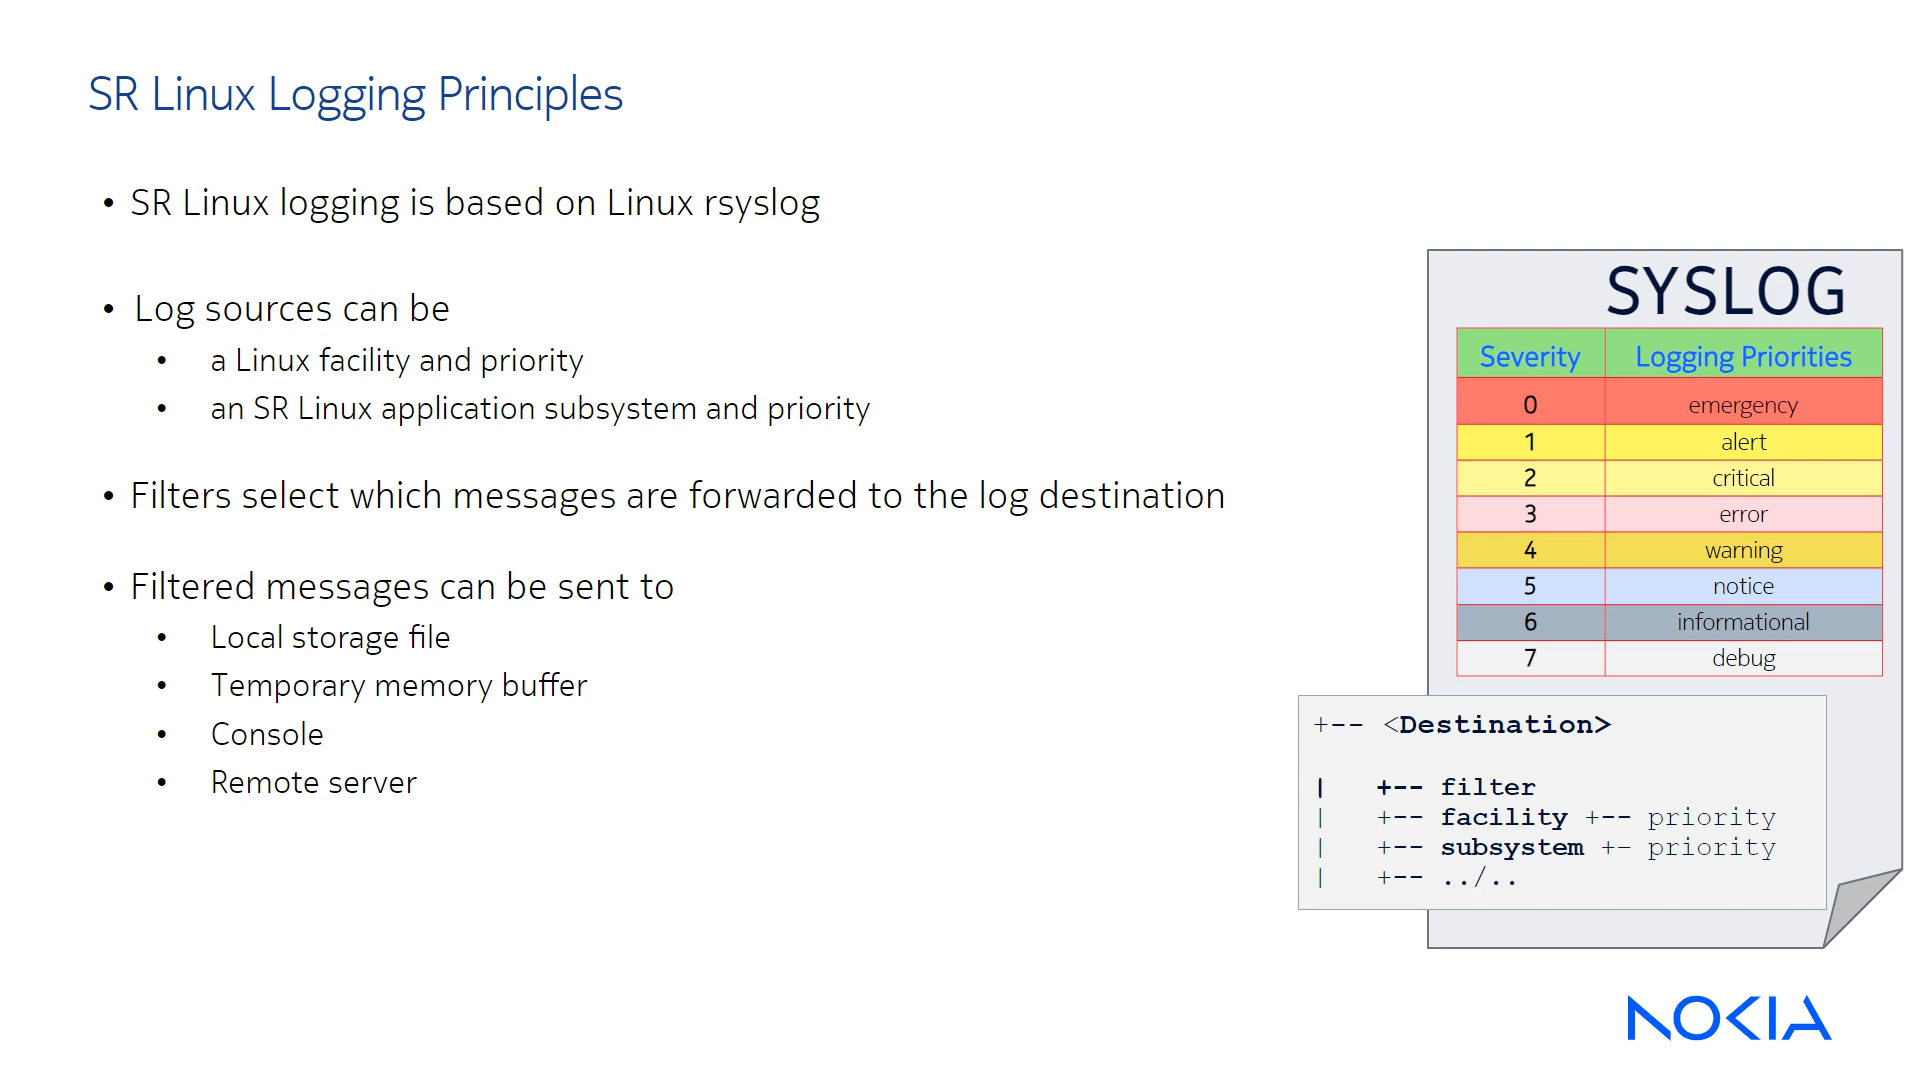 SR Linux Logging Principles
• SR Linux logging is based on Linux rsyslog
• Log sources can be
• a Linux facility and priority
• an SR Linux application subsystem and priority
• Filters select which messages are forwarded to the log destination
• Filtered messages can be sent to
• Local storage file
• Temporary memory buffer
• Console
• Remote server
SYSLOG
Severity Logging Priorities
0 emergency
1 alert
2 critical
3 error
4 warning
5 notice
6 informational
7 debug
+-- <Destination>
|   +-- filter
|   +-- facility +-- priority
|   +-- subsystem +- priority
|   +-- ../..
NOKIA